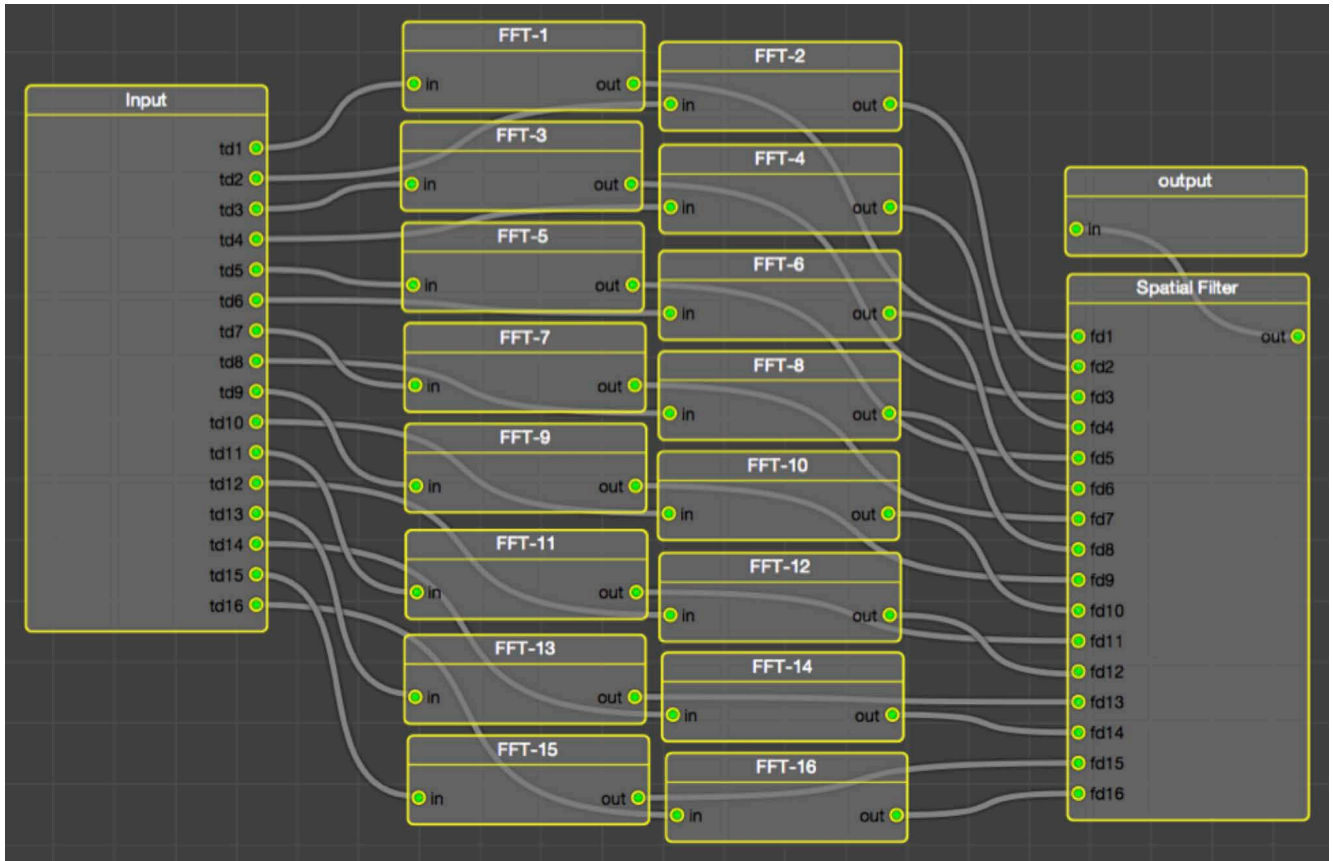 Input
td1
td2
td3
td4
td5
td6
td7
td8
td9
td10
td11
td12
td13
td14
td15
td16
FFT-1
in out
FFT-3
in out
FFT-5
in out
FFT-7
in out
FFT-9
in out
FFT-11
in out
FFT-13
in out
FFT-15
in out
FFT-2
in out
FFT-4
in out
FFT-6
in out
FFT-8
in out
FFT-10
in out
FFT-12
in out
FFT-14
in out
FFT-16
in out
output
in
Spatial Filter
fd1 out
fd2
fd3
fd4
fd5
fd6
fd7
fd8
fd9
fd10
fd11
fd12
fd13
fd14
fd15
fd16